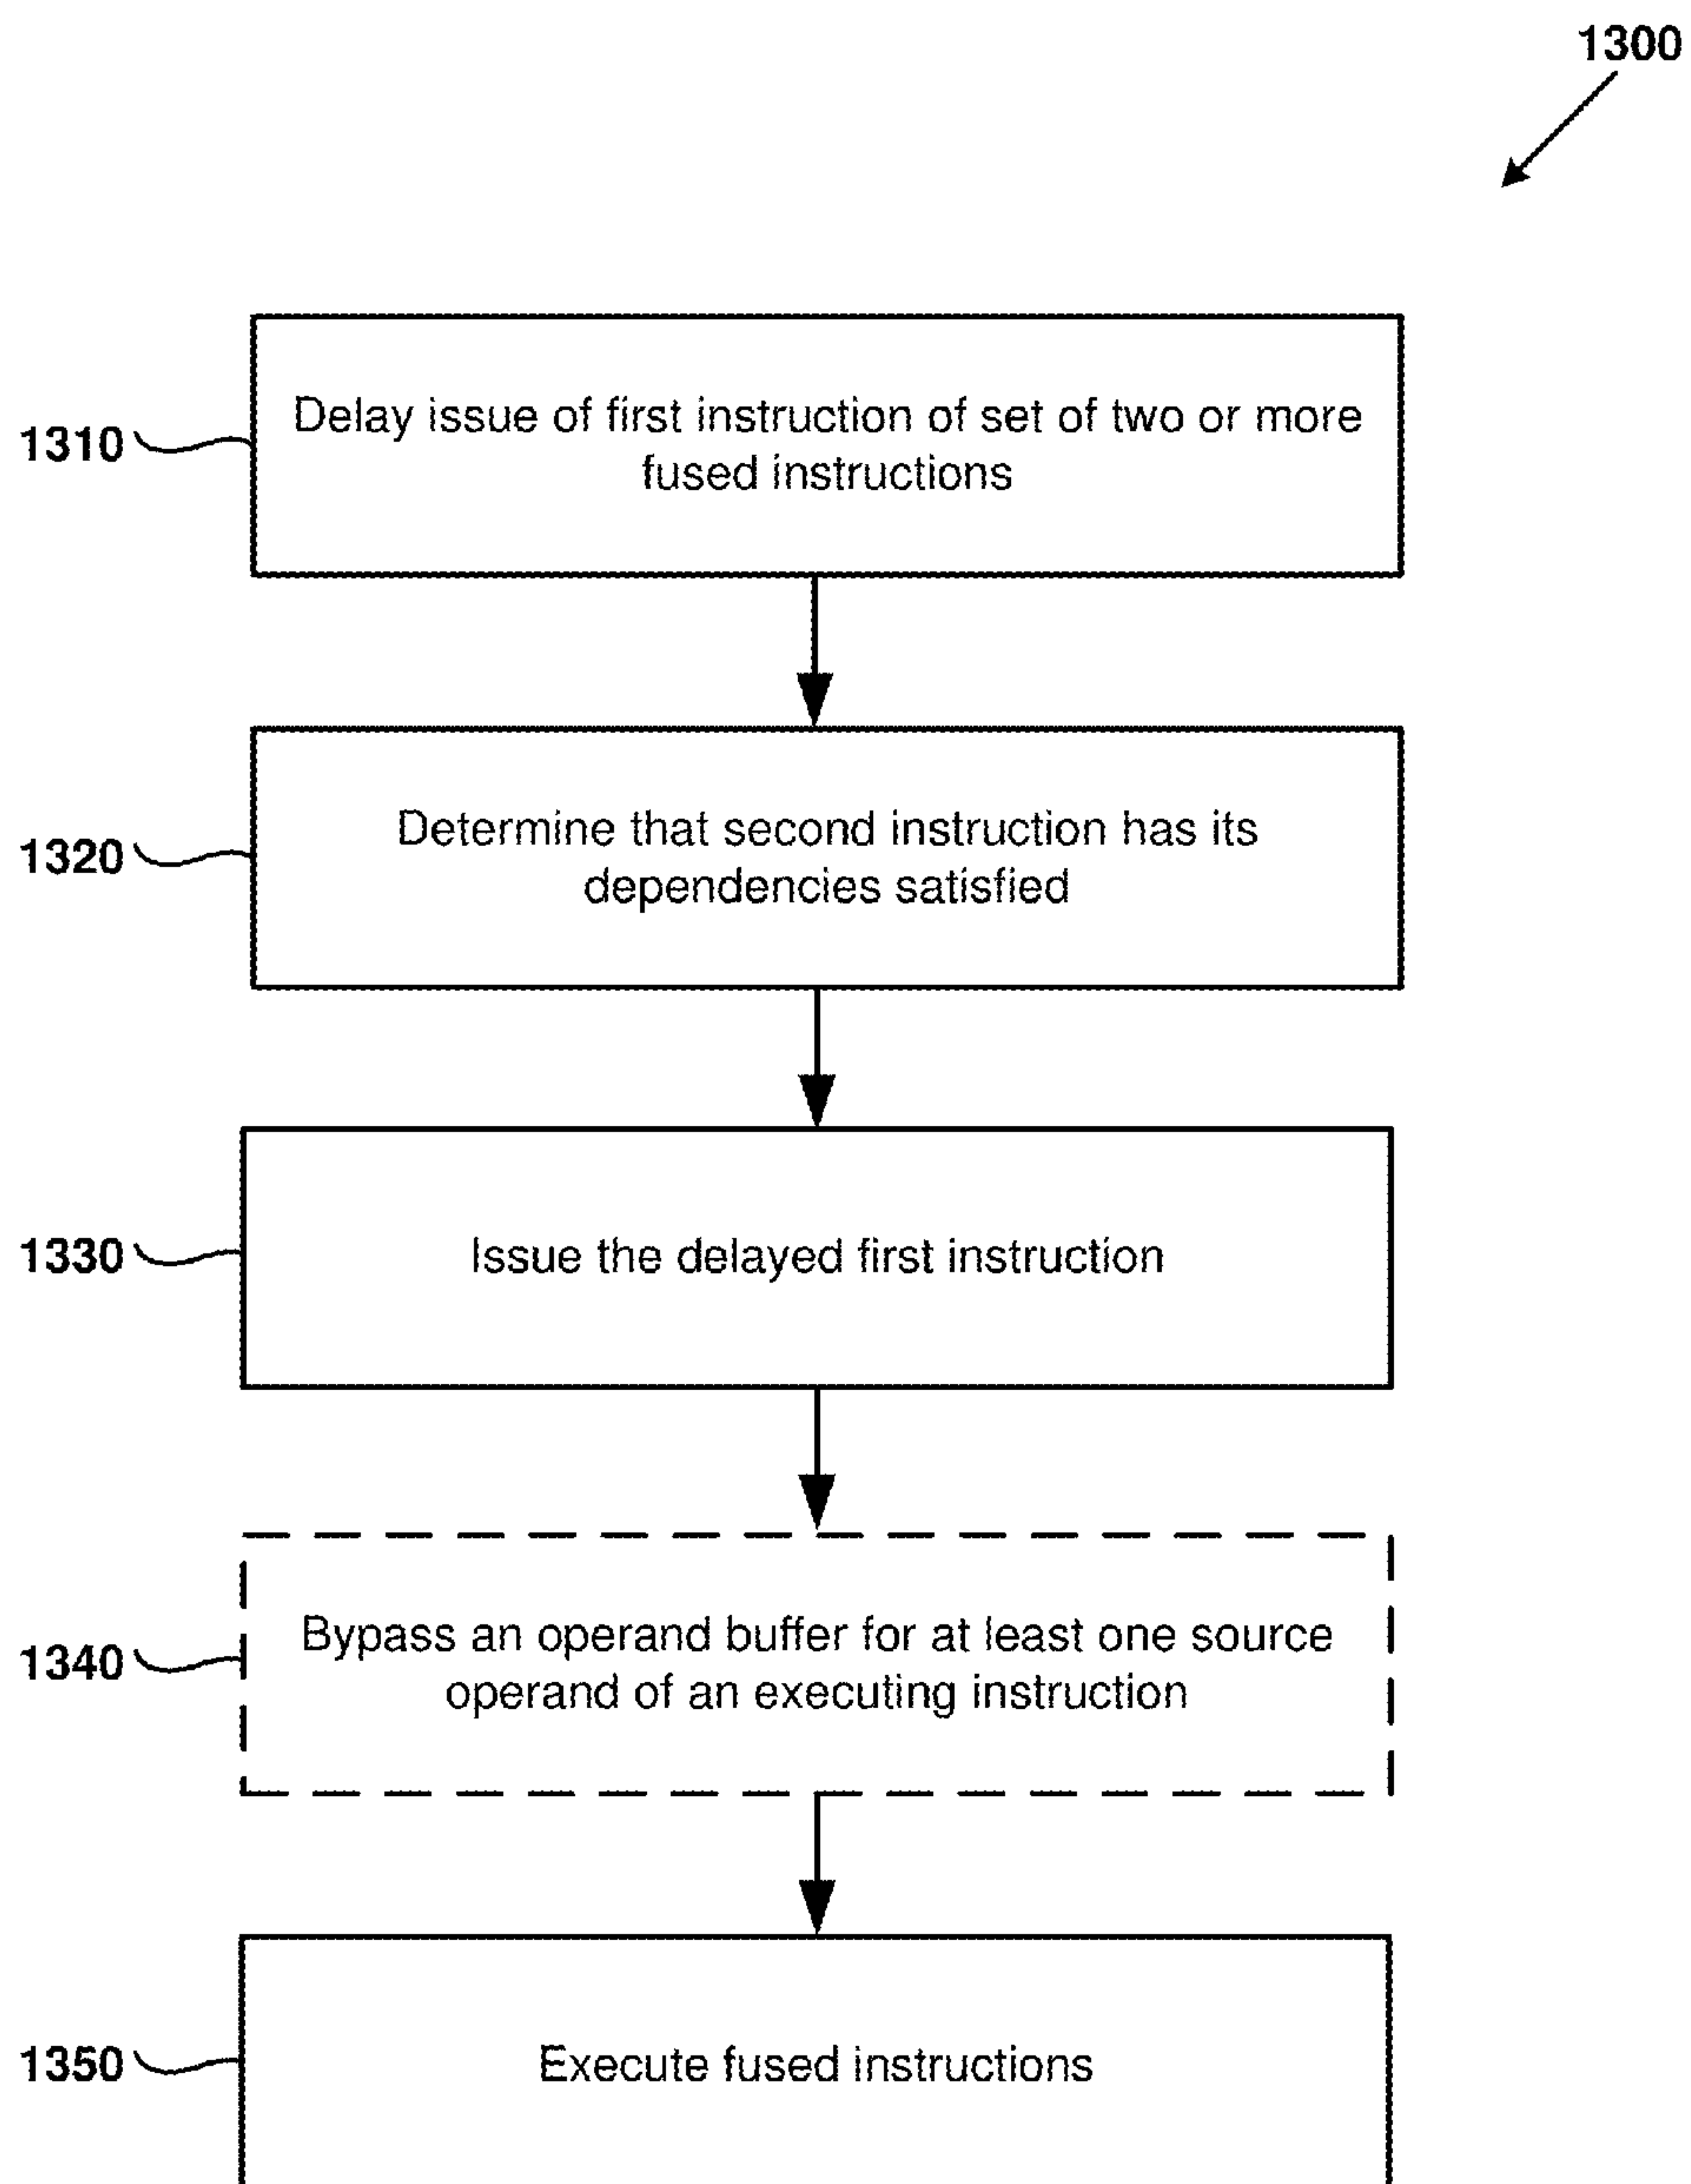 1300
1310
Delay issue of first instruction of set of two or more
fused instructions
1320
Determine that second instruction has its
dependencies satisfied
1330
Issue the delayed first instruction
1340
Bypass an operand buffer for at least one source
operand of an executing instruction
1350
Execute fused instructions